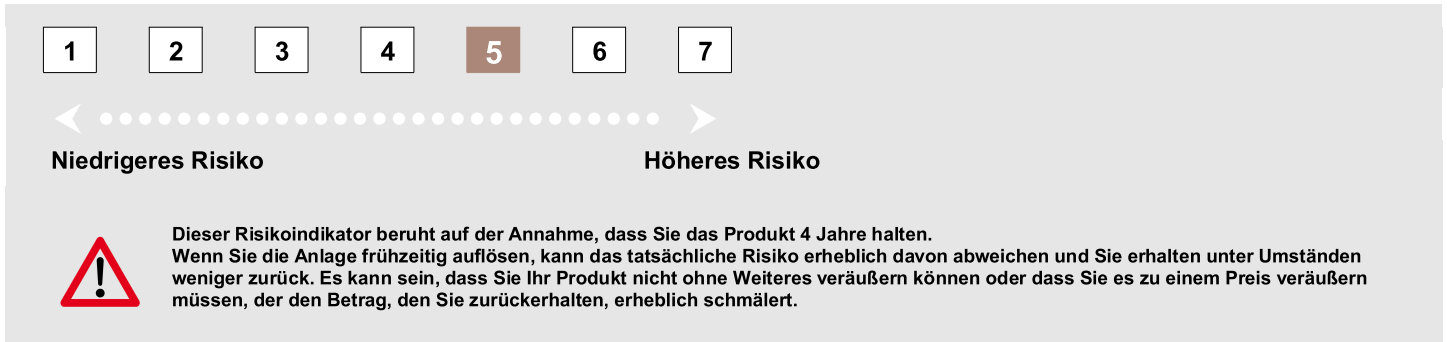 1 2 3 4 5 6 7
Niedrigeres Risiko Höheres Risiko
Dieser Risikoindikator beruht auf der Annahme, dass Sie das Produkt 4 Jahre halten.
Wenn Sie die Anlage frühzeitig auflösen, kann das tatsächliche Risiko erheblich davon abweichen und Sie erhalten unter Umständen
weniger zurück. Es kann sein, dass Sie Ihr Produkt nicht ohne Weiteres veräußern können oder dass Sie es zu einem Preis veräußern
müssen, der den Betrag, den Sie zurückerhalten, erheblich schmälert.